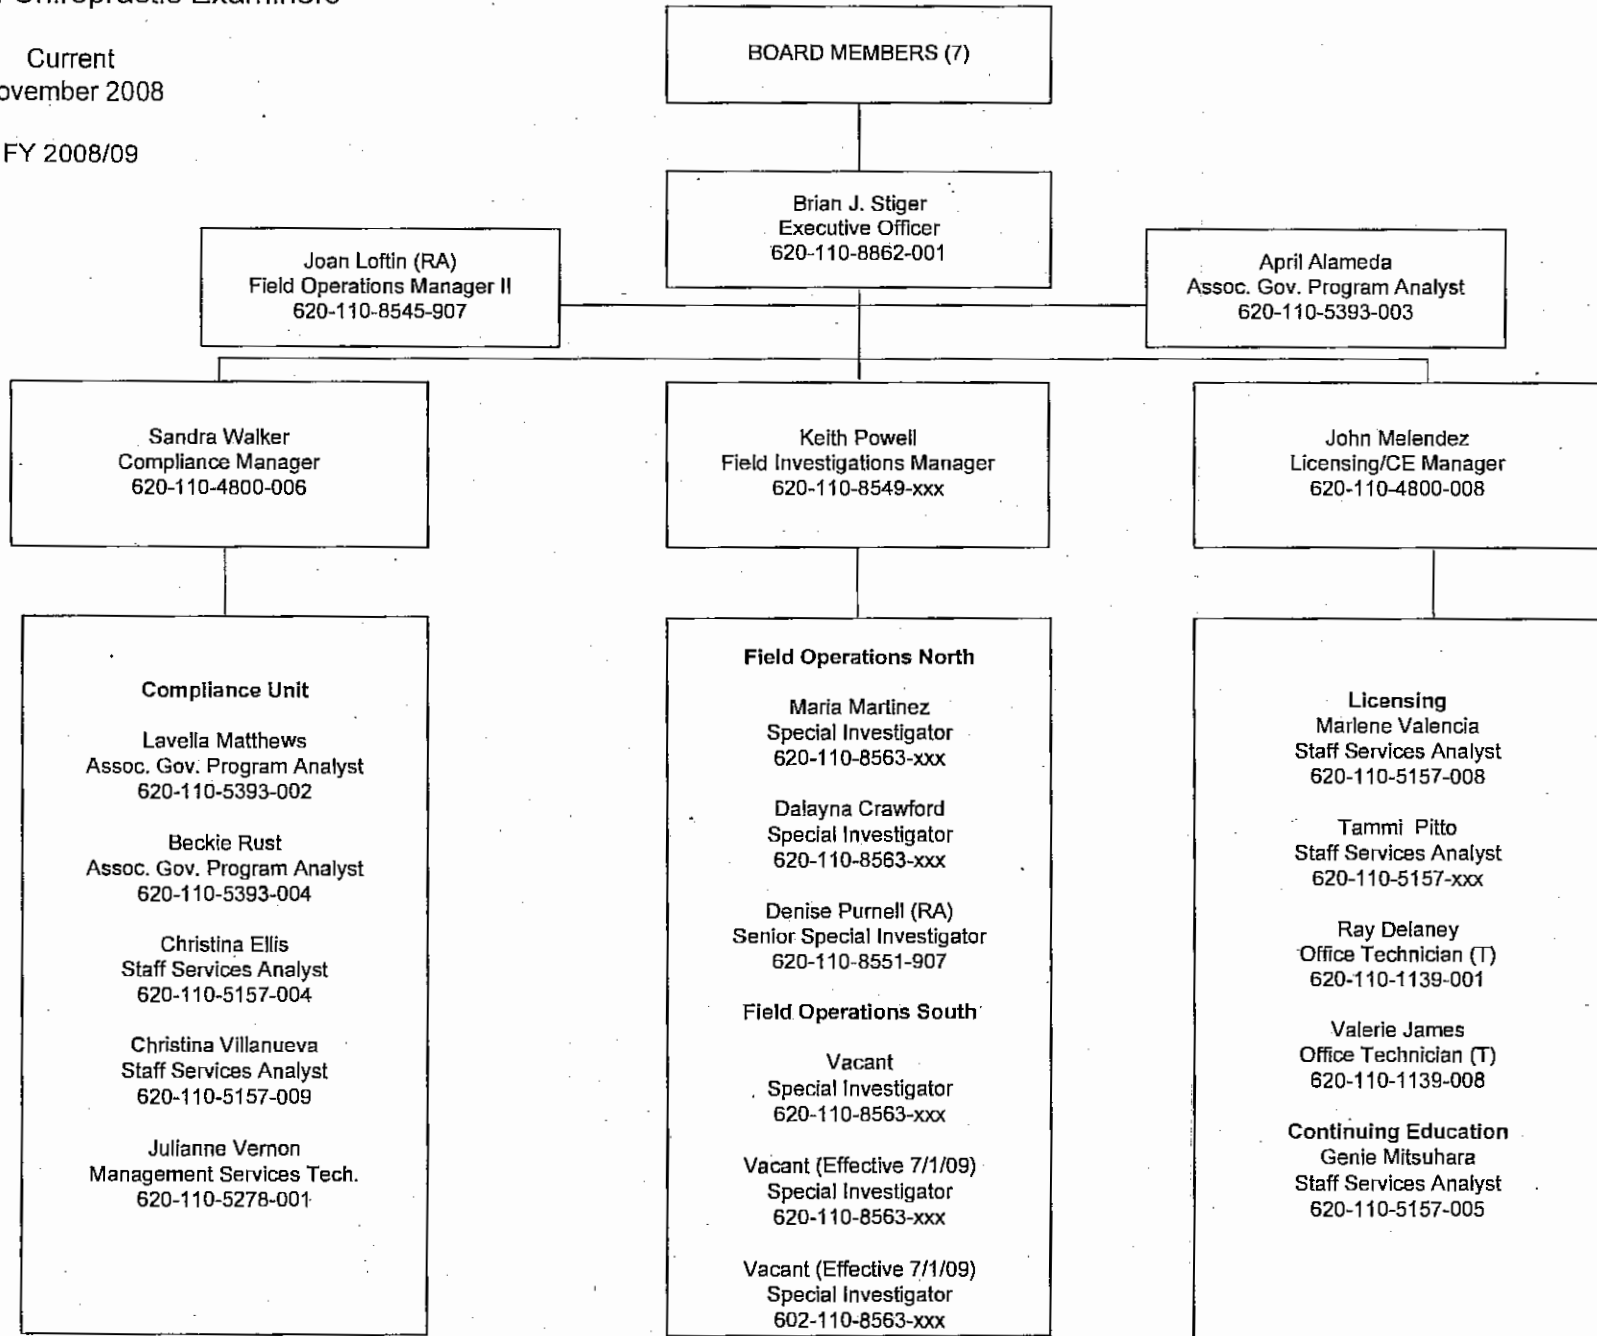 Chiropractic Examiners
Current
November 2008
FY 2008/09
BOARD MEMBERS (7)
Brian J. Stiger
Executive Officer
620-110-8862-001
Joan Loftin (RA)
Field Operations Manager II
620-110-8545-907
April Alameda
Assoc. Gov. Program Analyst
620-110-5393-003
Sandra Walker
Compliance Manager
620-110-4800-006
Keith Powell
Field Investigations Manager
620-110-8549-xxx
John Melendez
Licensing/CE Manager
620-110-4800-008
Compliance Unit
Lavella Matthews
Assoc. Gov. Program Analyst
620-110-5393-002
Beckie Rust
Assoc. Gov. Program Analyst
620-110-5393-004
Christina Ellis
Staff Services Analyst
620-110-5157-004
Christina Villanueva
Staff Services Analyst
620-110-5157-009
Julianne Vernon
Management Services Tech.
620-110-5278-001
Field Operations North
Maria Martinez
Special Investigator
620-110-8563-xxx
Dalayna Crawford
Special Investigator
620-110-8563-xxx
Denise Purnell (RA)
Senior Special Investigator
620-110-8551-907
Field Operations South
Vacant
Special Investigator
620-110-8563-xxx
Vacant (Effective 7/1/09)
Special Investigator
620-110-8563-xxx
Vacant (Effective 7/1/09)
Special Investigator
602-110-8563-xxx
Licensing
Marlene Valencia
Staff Services Analyst
620-110-5157-008
Tammi Pitto
Staff Services Analyst
620-110-5157-xxx
Ray Delaney
Office Technician (T)
620-110-1139-001
Valerie James
Office Technician (T)
620-110-1139-008
Continuing Education
Genie Mitsuhara
Staff Services Analyst
620-110-5157-005